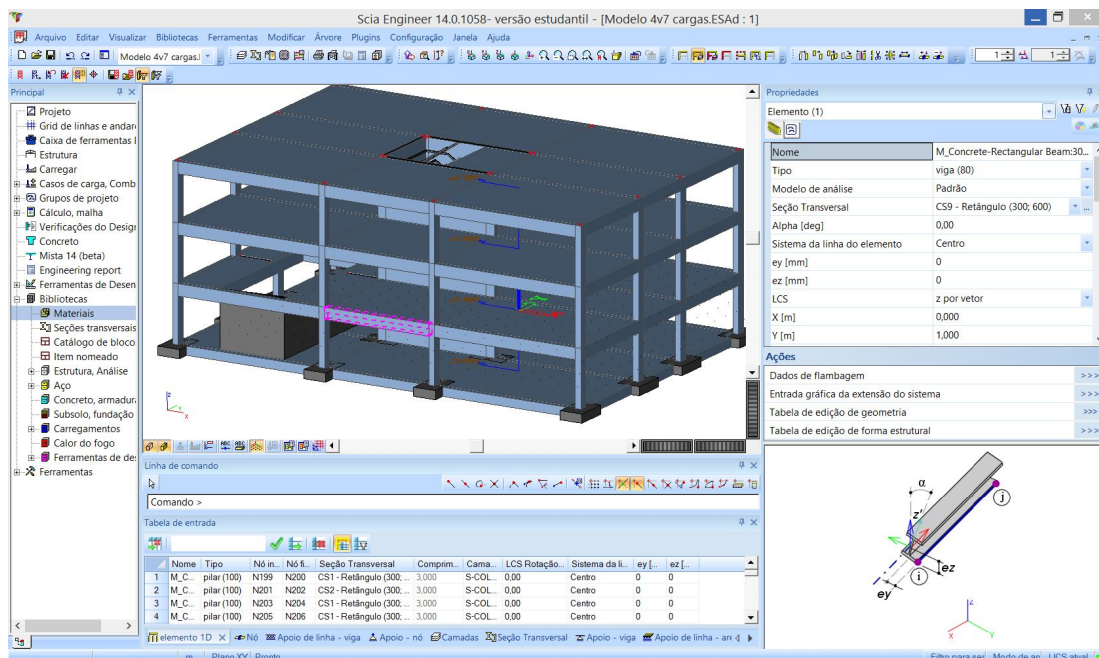 Scia Engineer 14.0.1058- versão estudantil - [Modelo 4v7 cargas.ESAd : 1]
Arquivo Editar Visualizar Bibliotecas Ferramentas Modificar Árvore Plugins Configuração Janela Ajuda
Modelo 4v7 cargas.l
1
1
Principal
Projeto
Grid de linhas e andar
Caixa de ferramentas l
Estrutura
Carregar
Casos de carga, Comb
Grupos de projeto
Cálculo, malha
Verificações do Design
Concreto
Mista 14 (beta)
Engineering report
Ferramentas de Desen
Bibliotecas
Materiais
Seções transversais
Catálogo de bloco
Item nomeado
Estrutura, Análise
Aço
Concreto, armadur
Subsolo, fundação
Carregamentos
Calor do fogo
Ferramentas de de
Ferramentas
z
y
x
Linha de comando
Comando >
Tabela de entrada
Nome Tipo Nó in... Nó fi... Seção Transversal Comprim... Cama... LCS Rotação... Sistema da li... ey [... ez [...
1 M_C... pilar (100) N199 N200 CS1 - Retângulo (300; ... 3,000 S-COL... 0,00 Centro 0 0
2 M_C... pilar (100) N201 N202 CS2 - Retângulo (300; ... 3,000 S-COL... 0,00 Centro 0 0
3 M_C... pilar (100) N203 N204 CS1 - Retângulo (300; ... 3,000 S-COL... 0,00 Centro 0 0
4 M_C... pilar (100) N205 N206 CS1 - Retângulo (300; ... 3,000 S-COL... 0,00 Centro 0 0
elemento 1D Nó Apoio de linha - viga Apoio - nó Camadas Seção Transversal Apoio - viga Apoio de linha - are
Propriedades
Elemento (1)
Nome M_Concrete-Rectangular Beam:30...
Tipo viga (80)
Modelo de análise Padrão
Seção Transversal CS9 - Retângulo (300; 600)
Alpha [deg] 0,00
Sistema da linha do elemento Centro
ey [mm] 0
ez [mm] 0
LCS z por vetor
X [m] 0,000
Y [m] 1,000
Ações
Dados de flambagem >>>
Entrada gráfica da extensão do sistema >>>
Tabela de edição de geometria >>>
Tabela de edição de forma estrutural >>>
α
j
z'
ez
i
ey
z
x
y
m Plano XY Pronto Filtro para ser Modo de an UCS atual